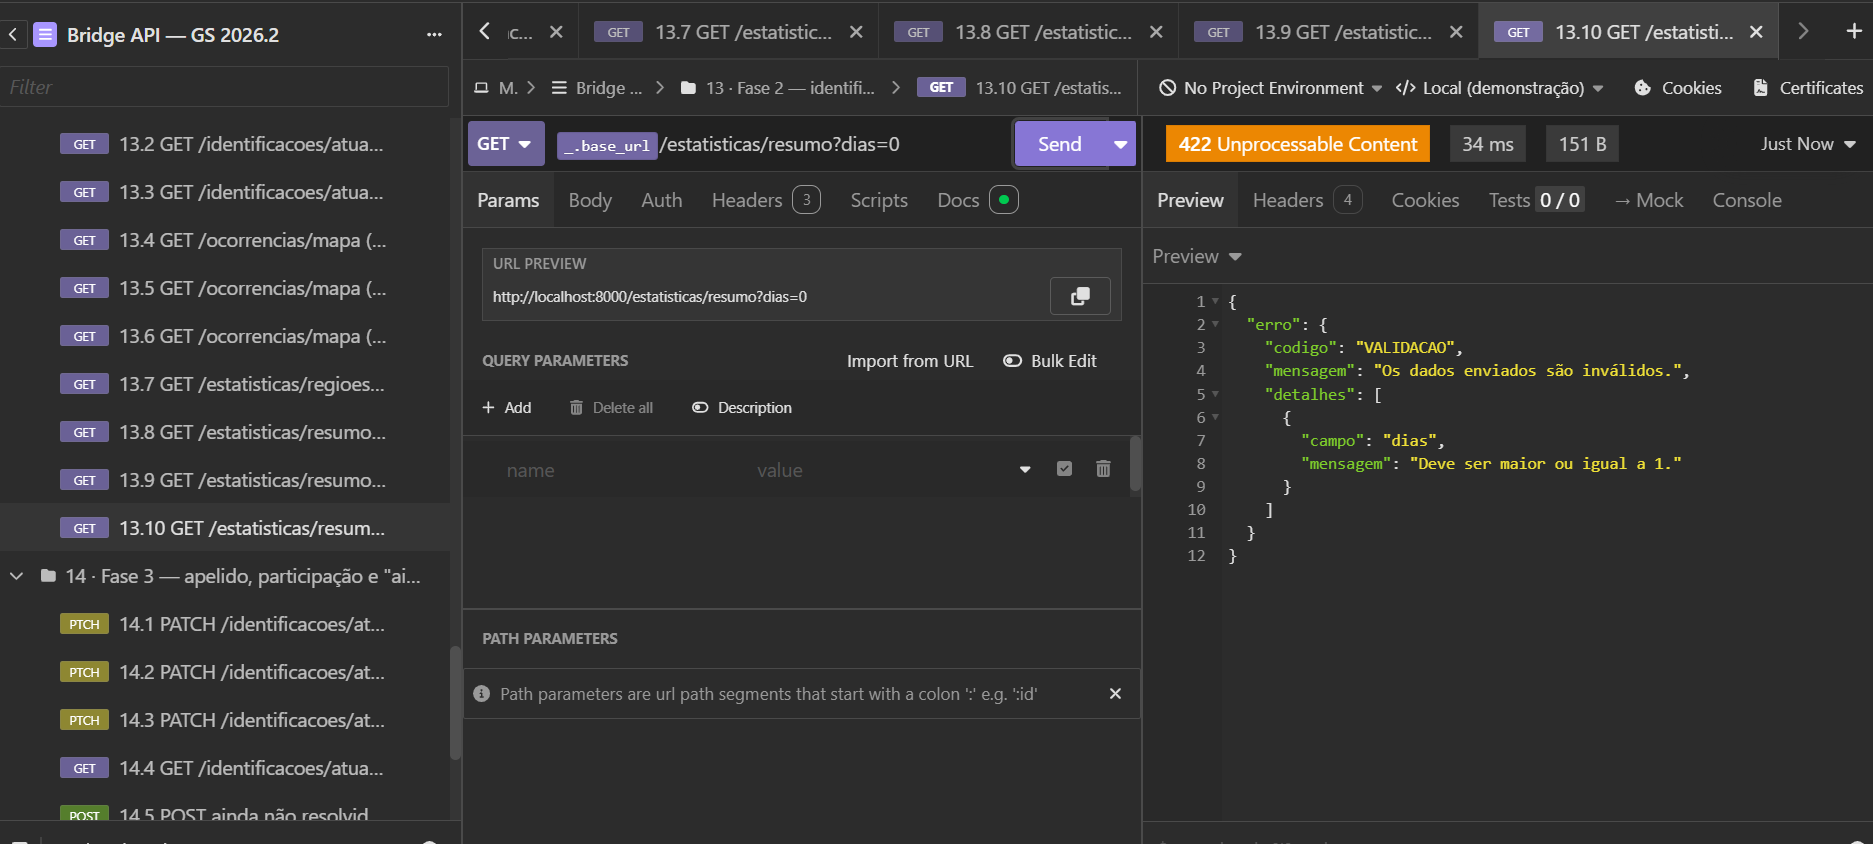 Bridge API — GS 2026.2
Filter
GET 13.2 GET /identificacoes/atua...
GET 13.3 GET /identificacoes/atua...
GET 13.4 GET /ocorrencias/mapa (...
GET 13.5 GET /ocorrencias/mapa (...
GET 13.6 GET /ocorrencias/mapa (...
GET 13.7 GET /estatisticas/regioes...
GET 13.8 GET /estatisticas/resumo...
GET 13.9 GET /estatisticas/resumo...
GET 13.10 GET /estatisticas/resum...
14 · Fase 3 — apelido, participação e "ai...
PTCH 14.1 PATCH /identificacoes/at...
PTCH 14.2 PATCH /identificacoes/at...
PTCH 14.3 PATCH /identificacoes/at...
GET 14.4 GET /identificacoes/atua...
POST 14.5 POST ainda não resolvid
GET 13.7 GET /estatistic...
GET 13.8 GET /estatistic...
GET 13.9 GET /estatistic...
GET 13.10 GET /estatisti...
M. Bridge ... 13 · Fase 2 — identifi... GET 13.10 GET /estatis...
GET _.base_url /estatisticas/resumo?dias=0 Send
Params Body Auth Headers 3 Scripts Docs
URL PREVIEW
http://localhost:8000/estatisticas/resumo?dias=0
QUERY PARAMETERS Import from URL Bulk Edit
+ Add Delete all Description
name value
PATH PARAMETERS
Path parameters are url path segments that start with a colon ':' e.g. ':id'
No Project Environment </> Local (demonstração) Cookies Certificates
422 Unprocessable Content 34 ms 151 B Just Now
Preview Headers 4 Cookies Tests 0 / 0 → Mock Console
Preview
1 {
2 "erro": {
3 "codigo": "VALIDACAO",
4 "mensagem": "Os dados enviados são inválidos.",
5 "detalhes": [
6 {
7 "campo": "dias",
8 "mensagem": "Deve ser maior ou igual a 1."
9 }
10 ]
11 }
12 }